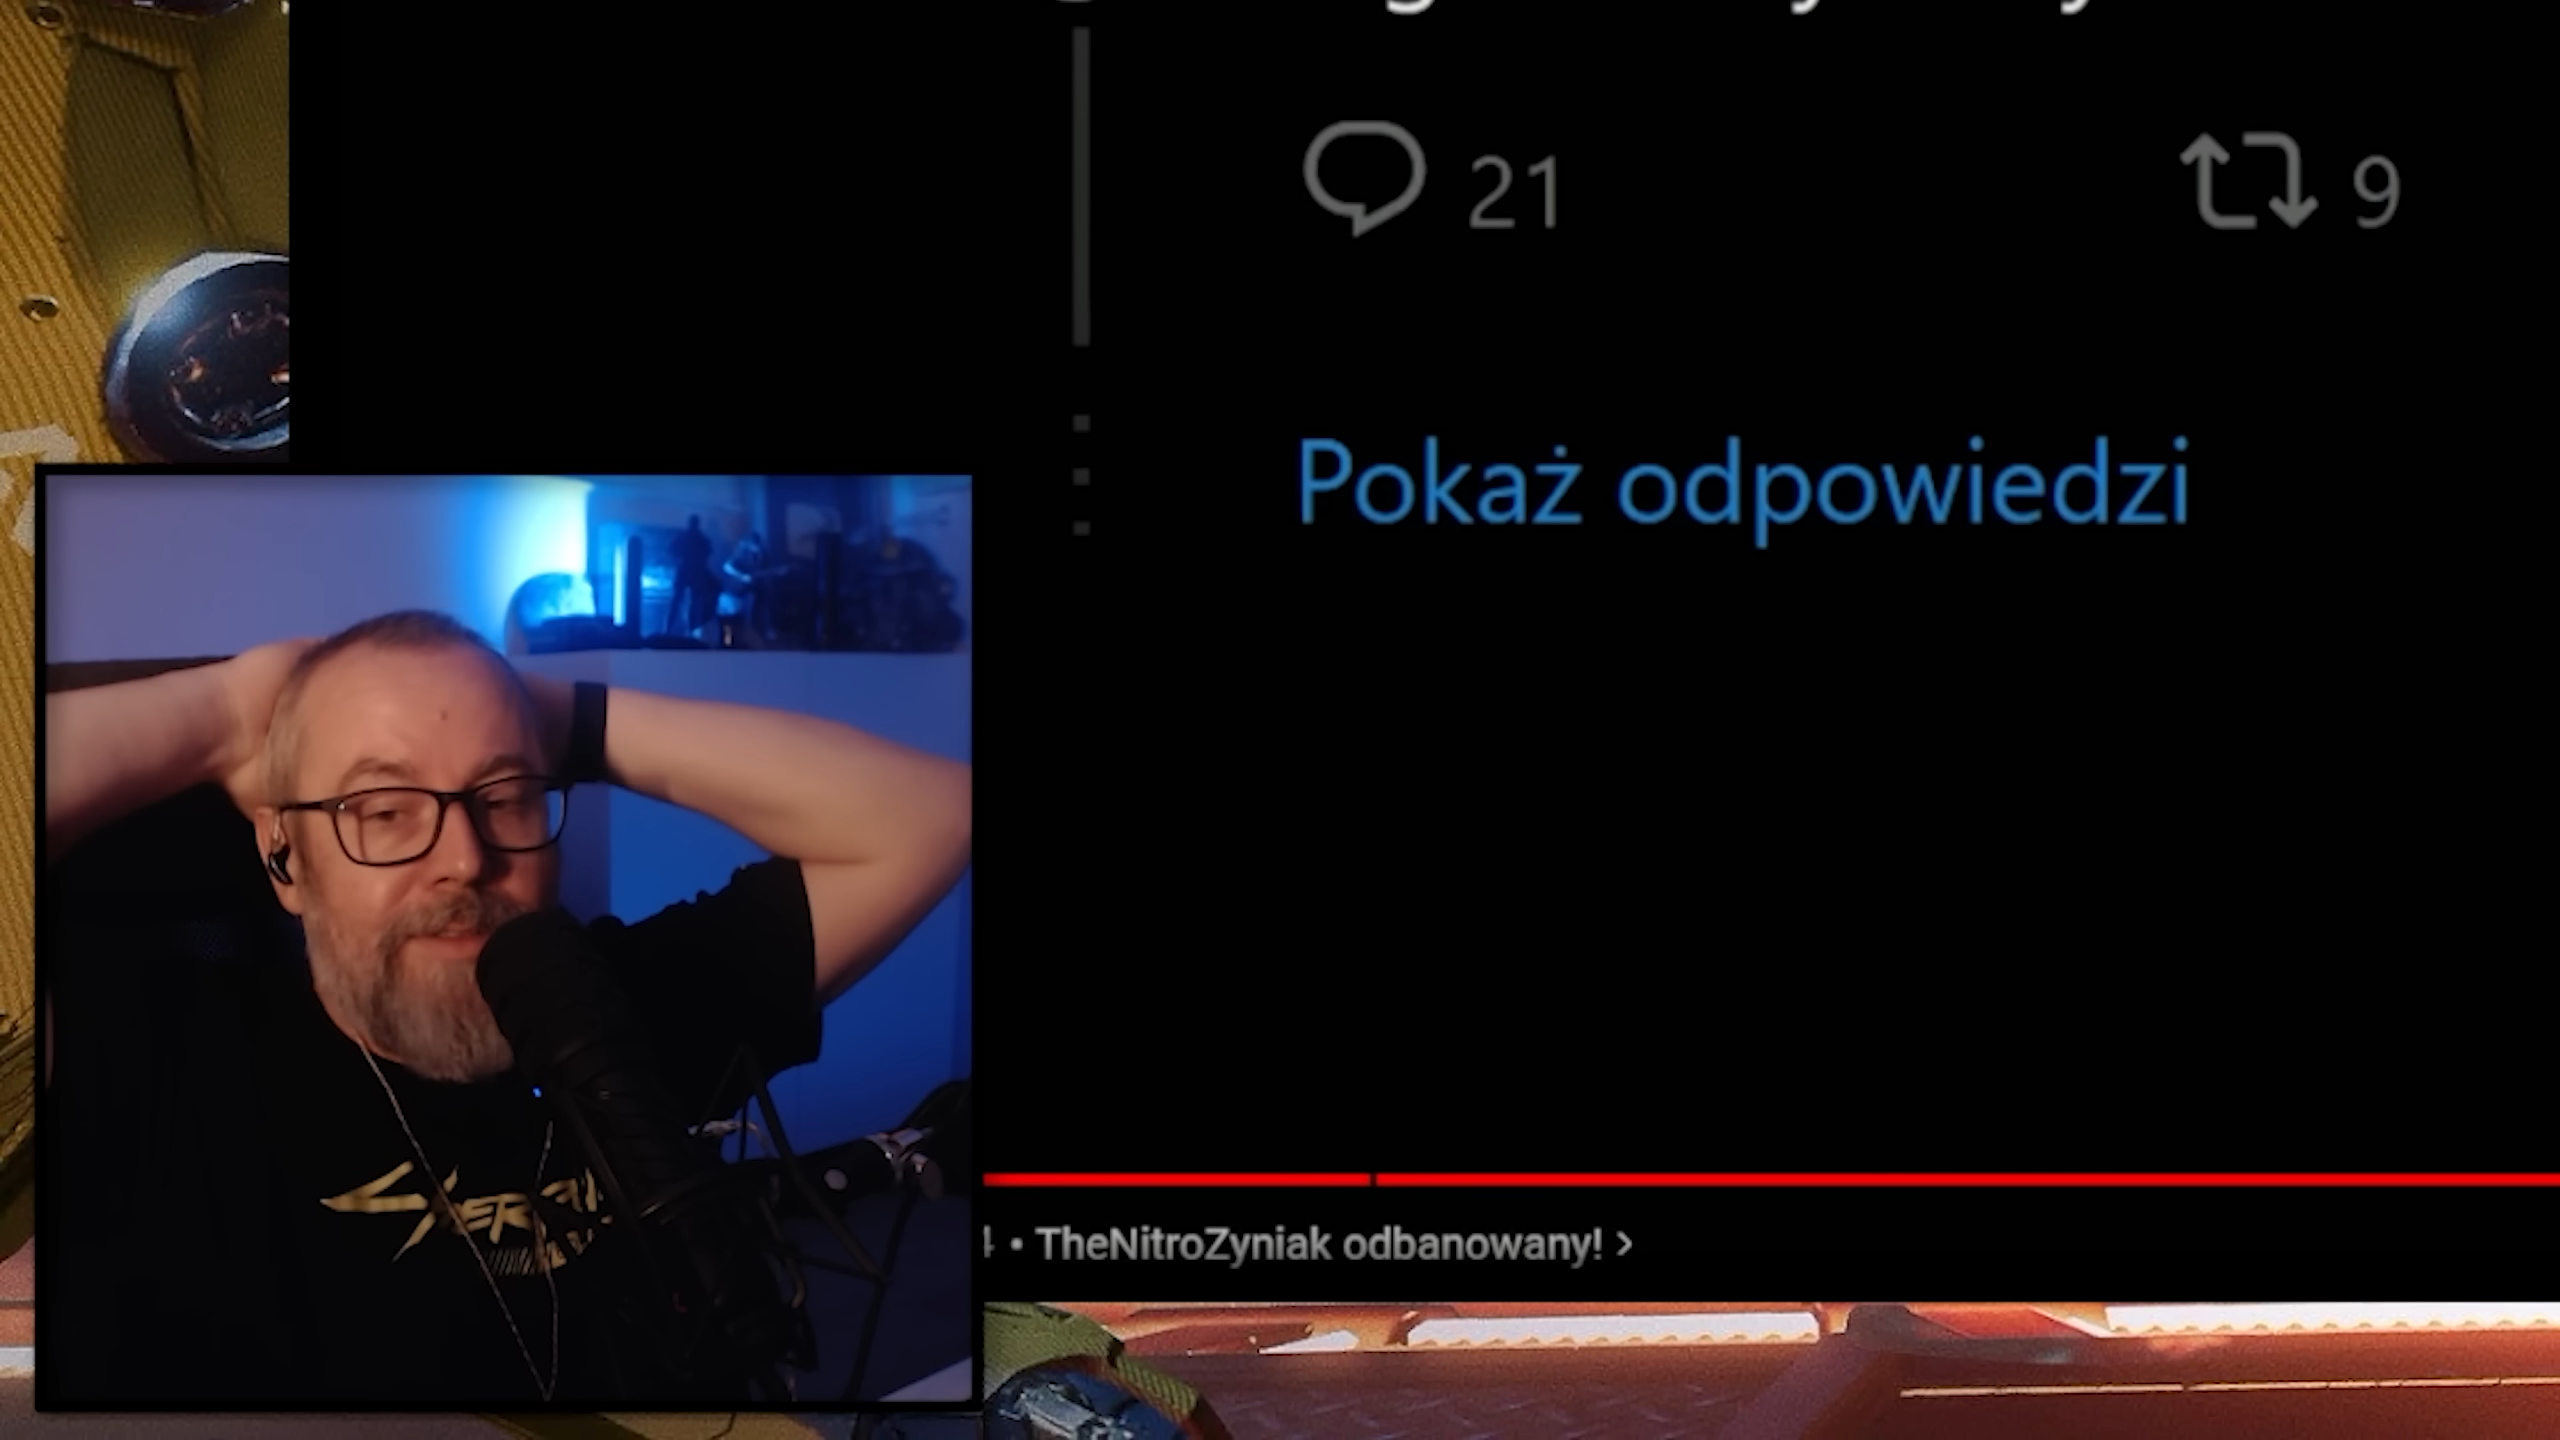 21
9
Pokaż odpowiedzi
• TheNitroZyniak odbanowany! >